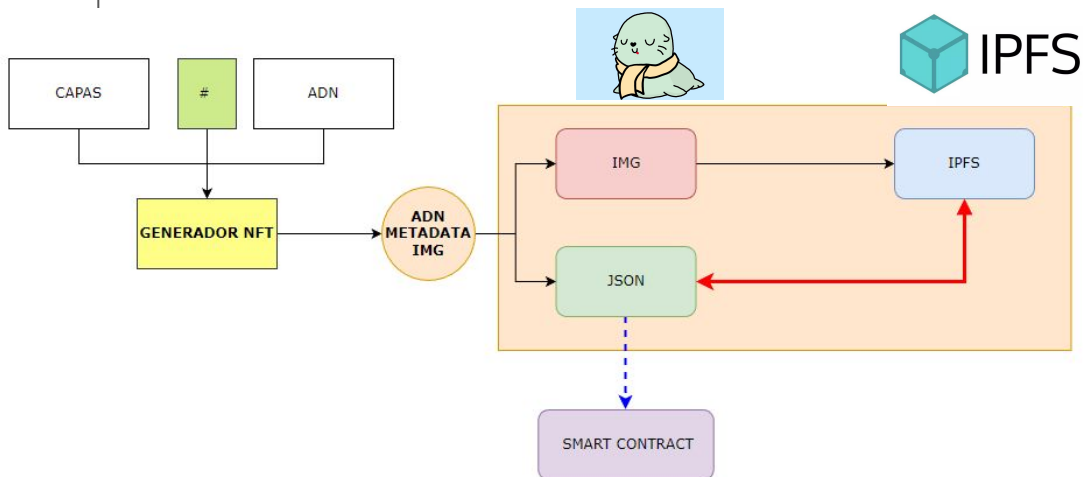 IPFS
CAPAS
#
ADN
IMG
IPFS
GENERADOR NFT
ADN
METADATA
IMG
JSON
SMART CONTRACT